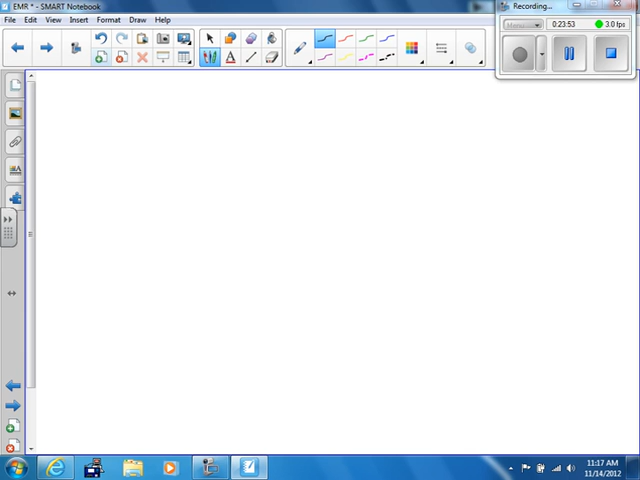 EMR * - SMART Notebook
Recording...
File Edit View Insert Format Draw Help
Menu
0:23:53
3.0 fps
11:17 AM
11/14/2012